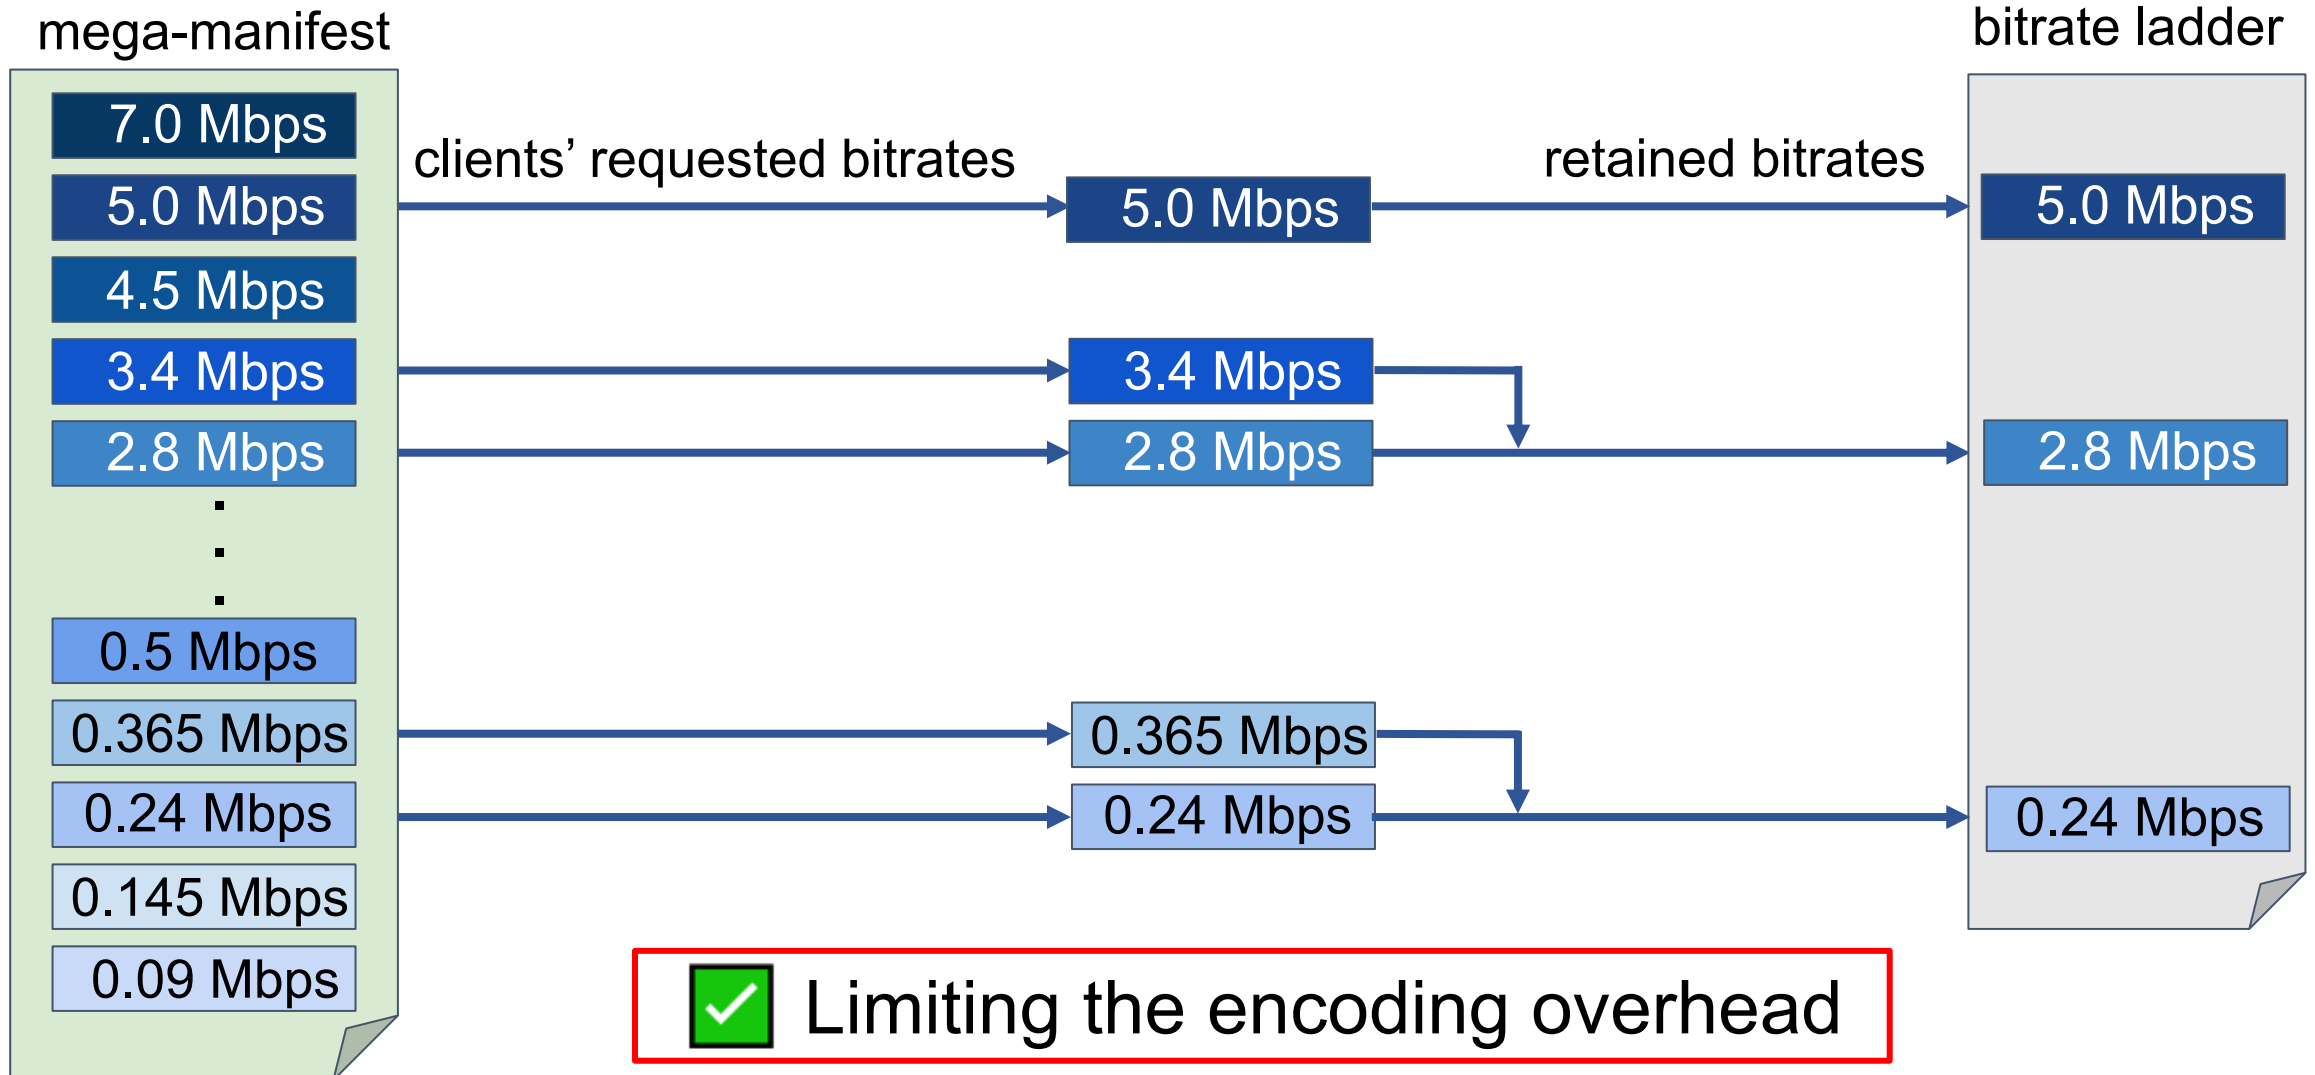 mega-manifest
7.0 Mbps
5.0 Mbps
4.5 Mbps
3.4 Mbps
2.8 Mbps
0.5 Mbps
0.365 Mbps
0.24 Mbps
0.145 Mbps
0.09 Mbps
clients’ requested bitrates
5.0 Mbps
3.4 Mbps
2.8 Mbps
0.365 Mbps
0.24 Mbps
retained bitrates
bitrate ladder
5.0 Mbps
2.8 Mbps
0.24 Mbps
Limiting the encoding overhead